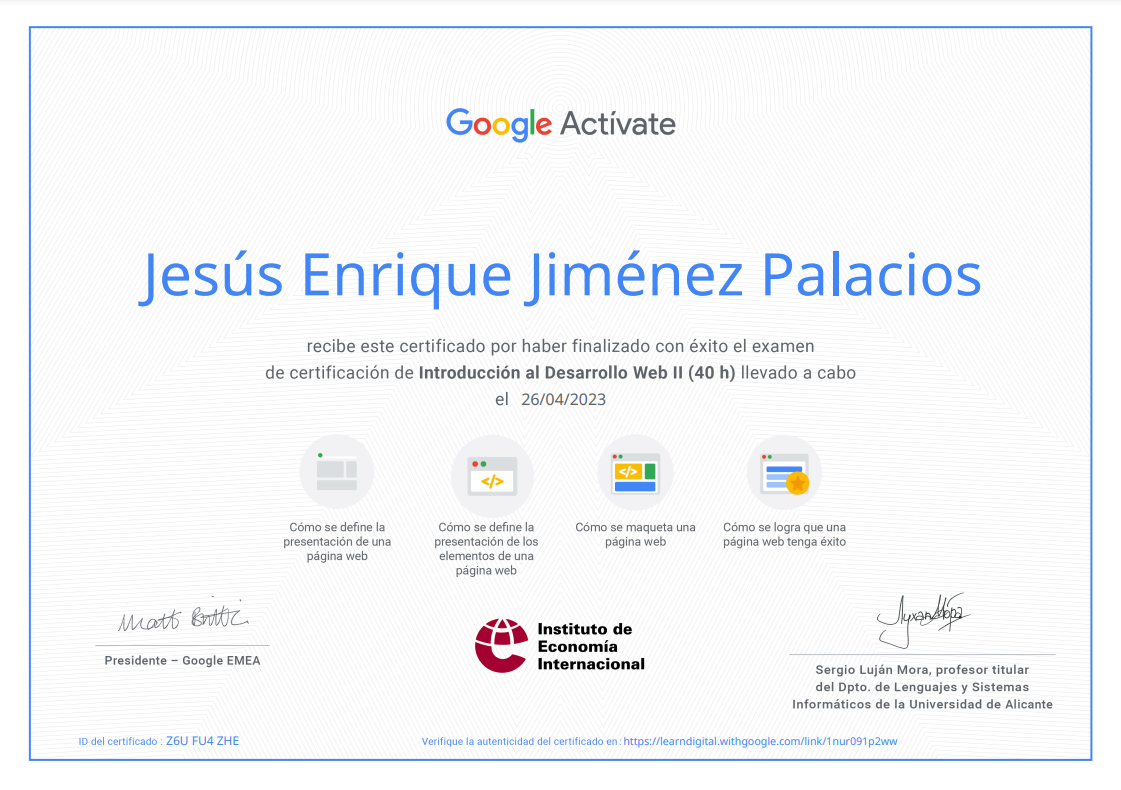 Google Actívate
Jesús Enrique Jiménez Palacios
recibe este certificado por haber finalizado con éxito el examen
de certificación de Introducción al Desarrollo Web II (40 h) llevado a cabo
el 26/04/2023
</>
</>
Cómo se define la
presentación de una
página web
Cómo se define la
presentación de los
elementos de una
página web
Cómo se maqueta una
página web
Cómo se logra que una
página web tenga éxito
Matt Brittin
Presidente – Google EMEA
Instituto de
Economía
Internacional
Sergio Luján Mora, profesor titular
del Dpto. de Lenguajes y Sistemas
Informáticos de la Universidad de Alicante
ID del certificado : Z6U FU4 ZHE
Verifique la autenticidad del certificado en : https://learndigital.withgoogle.com/link/1nur091p2ww